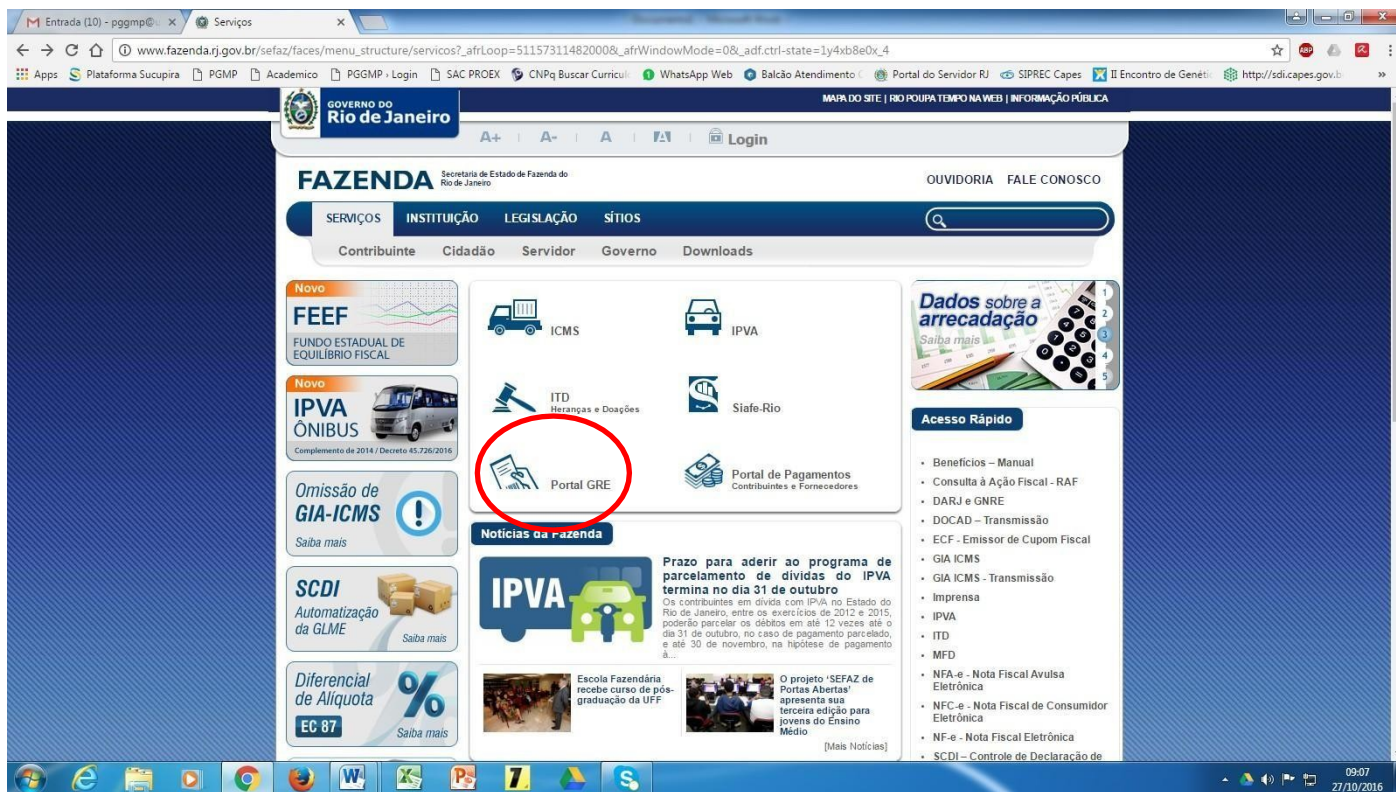 Entrada (10) - pggmp@
Serviços
www.fazenda.rj.gov.br/sefaz/faces/menu_structure/servicos?_afrLoop=511573114820000&_afrWindowMode=0&_adf.ctrl-state=1y4xb8e0x_4
Apps Plataforma Sucupira PGMP Academico PGGMP › Login SAC PROEX CNPq Buscar Curricul WhatsApp Web Balcão Atendimento Portal do Servidor RJ SIPREC Capes II Encontro de Genétic http://sdi.capes.gov.b »
GOVERNO DO
Rio de Janeiro
MAPA DO SITE | RIO POUPA TEMPO NA WEB | INFORMAÇÃO PÚBLICA
A+ A- A A Login
FAZENDA
Secretaria de Estado de Fazenda do
Rio de Janeiro
OUVIDORIA FALE CONOSCO
SERVIÇOS INSTITUIÇÃO LEGISLAÇÃO SÍTIOS
Contribuinte Cidadão Servidor Governo Downloads
Novo
FEEF
FUNDO ESTADUAL DE
EQUILÍBRIO FISCAL
Novo
IPVA
ÔNIBUS
Complemento de 2014 / Decreto 45.726/2016
Omissão de
GIA-ICMS
Saiba mais
SCDI
Automatização
da GLME
Saiba mais
Diferencial
de Alíquota
EC 87
%
Saiba mais
ICMS
IPVA
ITD
Heranças e Doações
Siafe-Rio
Portal GRE
Portal de Pagamentos
Contribuintes e Fornecedores
Notícias da Fazenda
IPVA
Prazo para aderir ao programa de
parcelamento de dívidas do IPVA
termina no dia 31 de outubro
Os contribuintes em dívida com IPVA no Estado do
Rio de Janeiro, entre os exercícios de 2012 e 2015,
poderão parcelar os débitos em até 12 vezes até o
dia 31 de outubro, no caso de pagamento parcelado,
e até 30 de novembro, na hipótese de pagamento
à...
Escola Fazendária
recebe curso de pós-
graduação da UFF
O projeto ‘SEFAZ de
Portas Abertas’
apresenta sua
terceira edição para
jovens do Ensino
Médio
[Mais Notícias]
Dados sobre a
arrecadação
Saiba mais
1
2
3
4
5
Acesso Rápido
Benefícios – Manual
Consulta à Ação Fiscal - RAF
DARJ e GNRE
DOCAD – Transmissão
ECF - Emissor de Cupom Fiscal
GIA ICMS
GIA ICMS - Transmissão
Imprensa
IPVA
ITD
MFD
NFA-e - Nota Fiscal Avulsa
Eletrônica
NFC-e - Nota Fiscal de Consumidor
Eletrônica
NF-e - Nota Fiscal Eletrônica
SCDI – Controle de Declaração de
09:07
27/10/2016